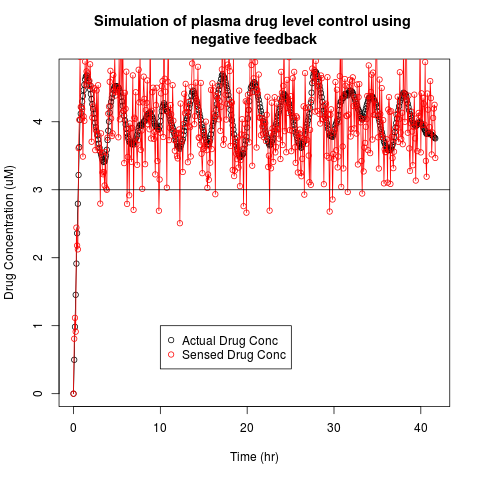 Simulation of plasma drug level control using
negative feedback
Drug Concentration (uM)
4
3
2
1
0
Actual Drug Conc
Sensed Drug Conc
0 10 20 30 40
Time (hr)